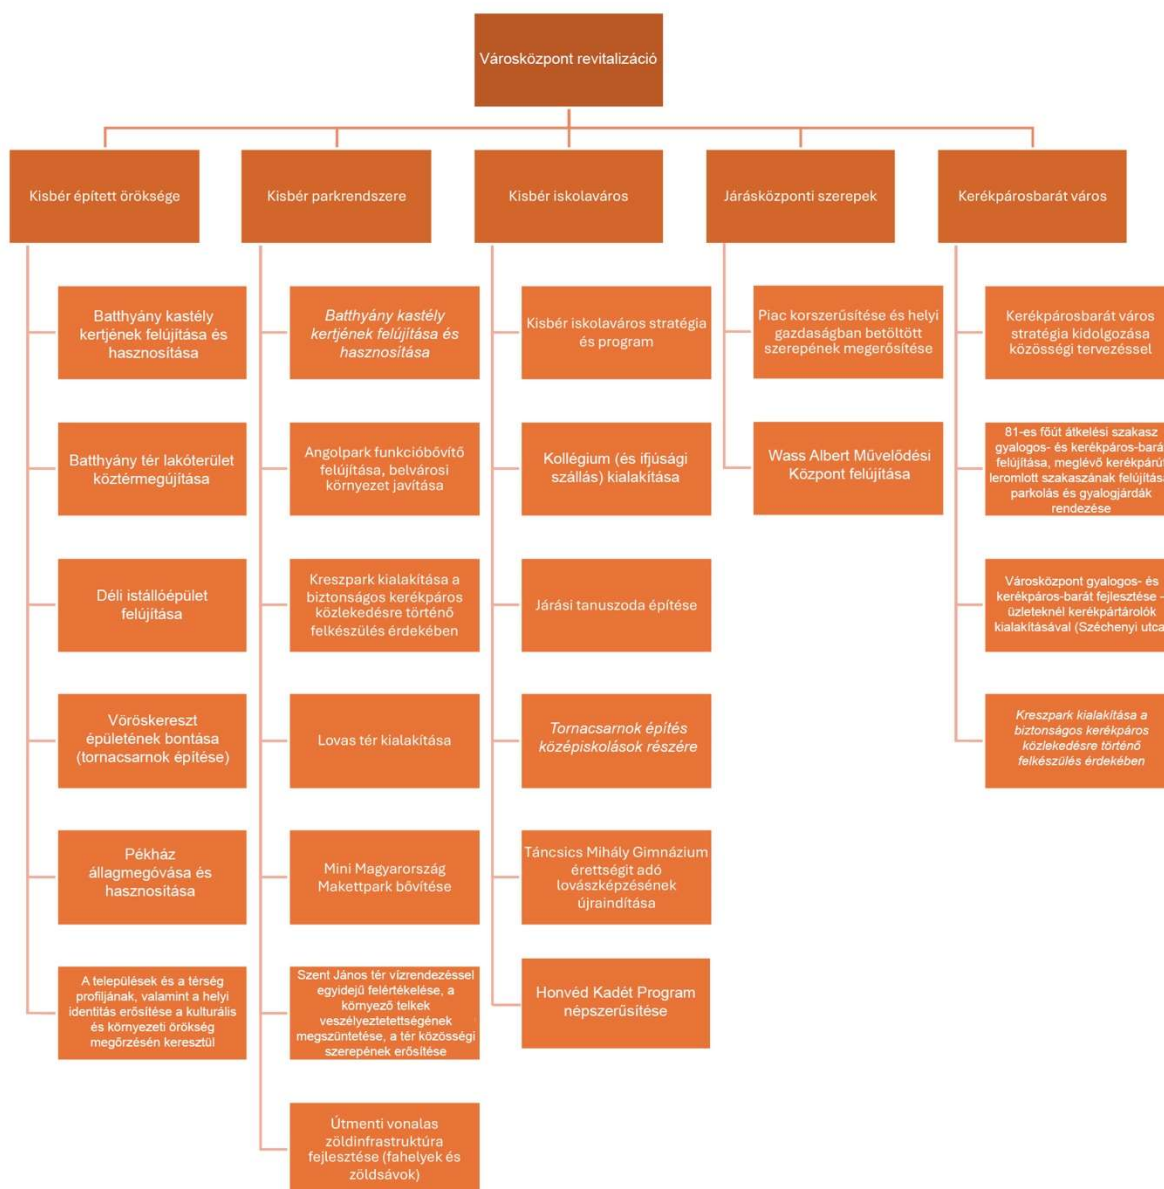 Városközpont revitalizáció
Kisbér épített öröksége
Kisbér parkrendszere
Kisbér iskolaváros
Járásközponti szerepek
Kerékpárosbarát város
Batthyány kastély
kertjének felújítása és
hasznosítása
Batthyány tér lakóterület
köztérmegújítása
Déli istállóépület
felújítása
Vöröskereszt
épületének bontása
(tornacsarnok építése)
Pékház
állagmegóvása és
hasznosítása
A települések és a térség
profiljának, valamint a helyi
identitás erősítése a kulturális
és környezeti örökség
megőrzésén keresztül
Batthyány kastély
kertjének felújítása és
hasznosítása
Angolpark funkcióbővítő
felújítása, belvárosi
környezet javítása
Kreszpark kialakítása a
biztonságos kerékpáros
közlekedésre történő
felkészülés érdekében
Lovas tér kialakítása
Mini Magyarország
Makettpark bővítése
Szent János tér vízrendezéssel
egyidejű felértékelése, a
környező telkek
veszélyeztetettségének
megszüntetése, a tér közösségi
szerepének erősítése
Útmenti vonalas
zöldinfrastruktúra
fejlesztése (fahelyek és
zöldsávok)
Kisbér iskolaváros stratégia
és program
Kollégium (és ifjúsági
szállás) kialakítása
Járási tanuszoda építése
Tornacsarnok építés
középiskolások részére
Táncsics Mihály Gimnázium
érettségit adó
lovászképzésének
újraindítása
Honvéd Kadét Program
népszerűsítése
Piac korszerűsítése és helyi
gazdaságban betöltött
szerepének megerősítése
Wass Albert Művelődési
Központ felújítása
Kerékpárosbarát város
stratégia kidolgozása
közösségi tervezéssel
81-es főút átkelési szakasz
gyalogos- és kerékpáros-barát
felújítása, meglévő kerékpárút
leromlott szakaszának felújítása
parkolás és gyalogjárdák
rendezése
Városközpont gyalogos- és
kerékpáros-barát fejlesztése -
üzleteknél kerékpártárolók
kialakításával (Széchenyi utca
Kreszpark kialakítása a
biztonságos kerékpáros
közlekedésre történő
felkészülés érdekében